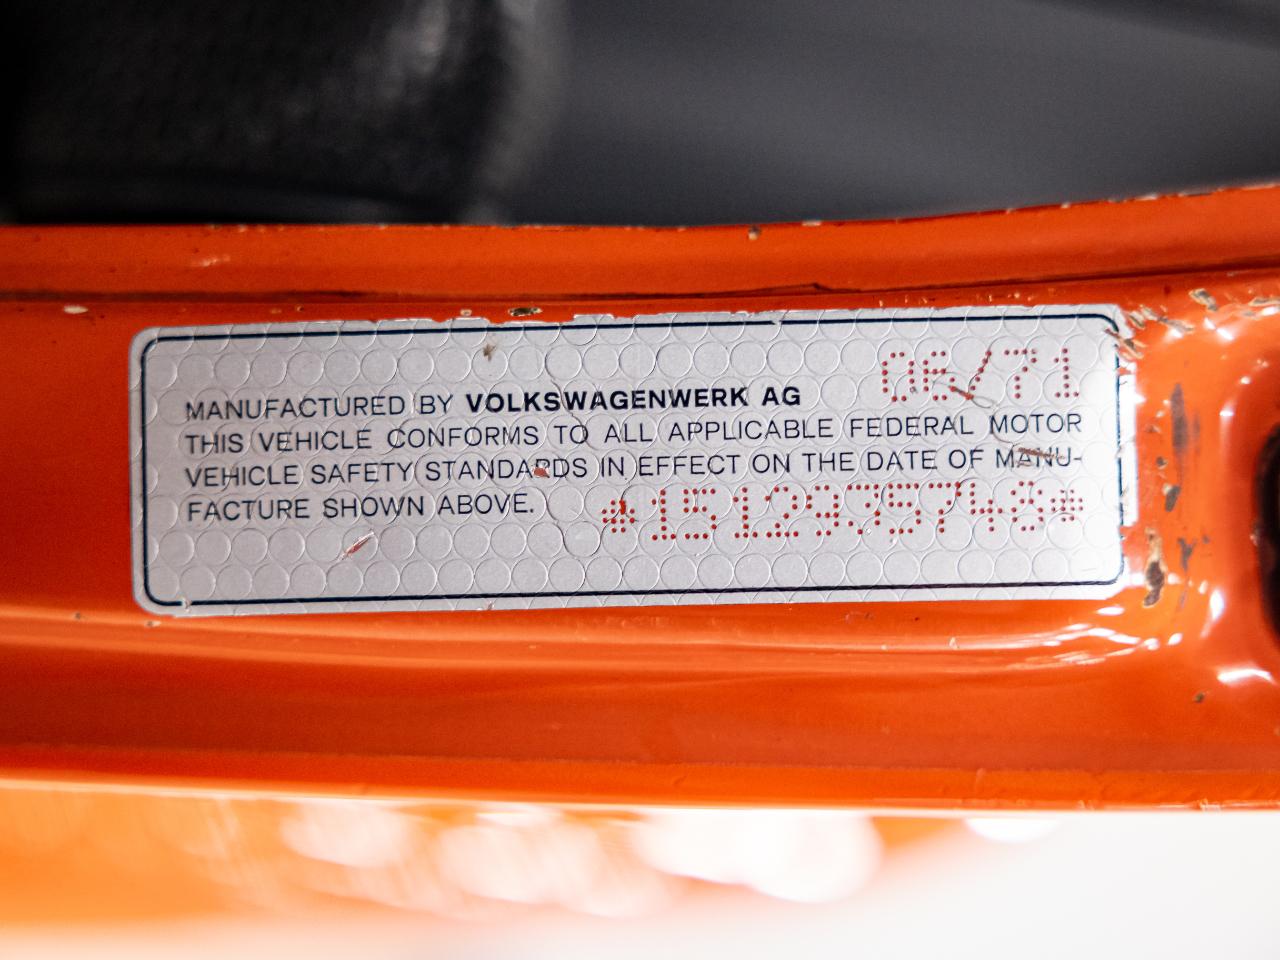 06/71
MANUFACTURED BY VOLKSWAGENWERK AG
THIS VEHICLE CONFORMS TO ALL APPLICABLE FEDERAL MOTOR
VEHICLE SAFETY STANDARDS IN EFFECT ON THE DATE OF MANU-
FACTURE SHOWN ABOVE.
*1512935748*